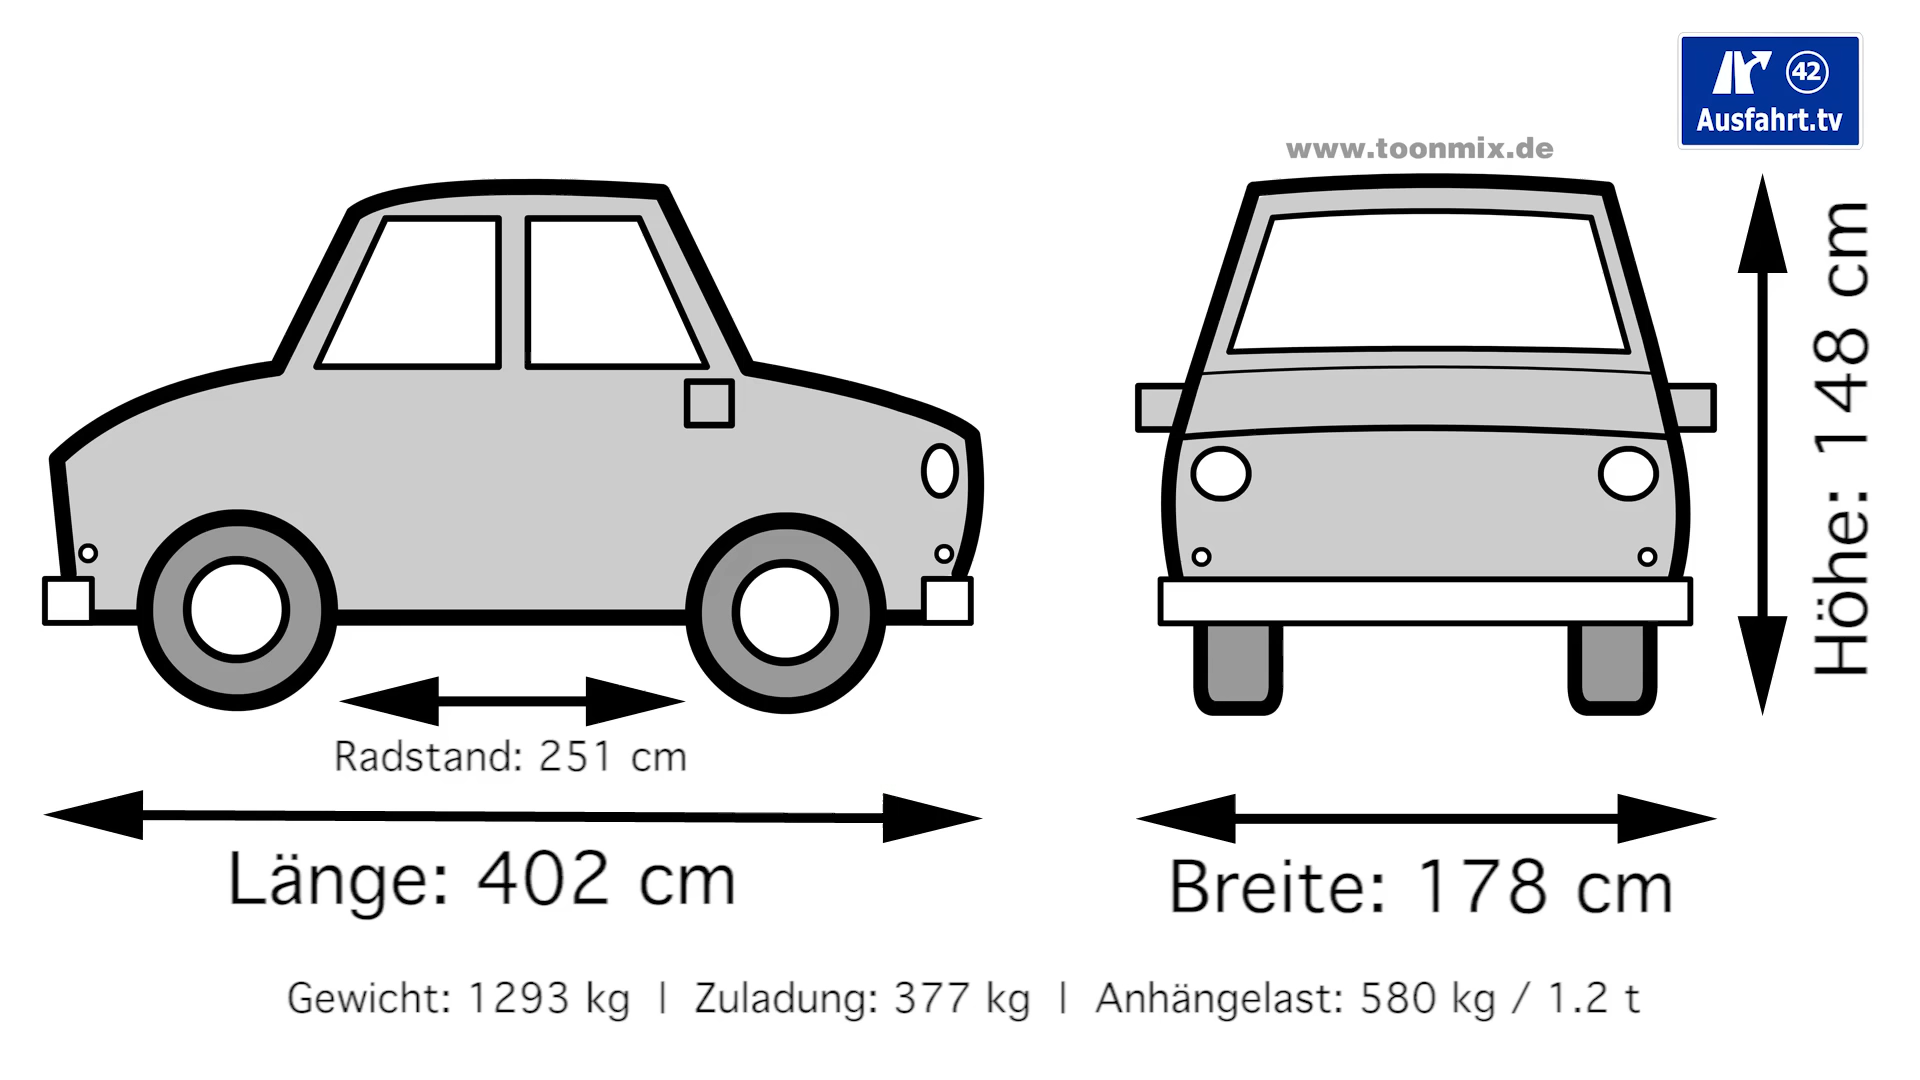 42
Ausfahrt.tv
www.toonmix.de
Höhe: 148 cm
Radstand: 251 cm
Länge: 402 cm
Breite: 178 cm
Gewicht: 1293 kg | Zuladung: 377 kg | Anhängelast: 580 kg / 1.2 t